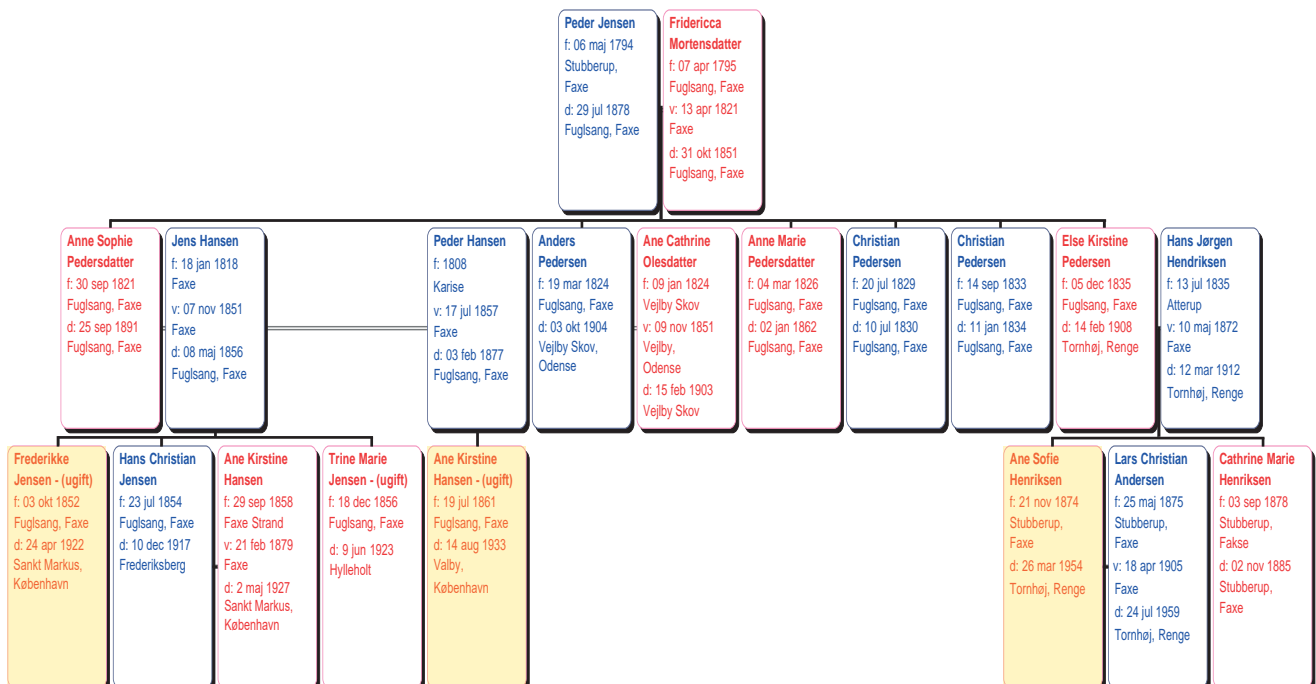 Peder Jensen
f: 06 maj 1794
Stubberup,
Faxe
d: 29 jul 1878
Fuglsang, Faxe
Fridericca
Mortensdatter
f: 07 apr 1795
Fuglsang, Faxe
v: 13 apr 1821
Faxe
d: 31 okt 1851
Fuglsang, Faxe
Anne Sophie
Pedersdatter
f: 30 sep 1821
Fuglsang, Faxe
d: 25 sep 1891
Fuglsang, Faxe
Jens Hansen
f: 18 jan 1818
Faxe
v: 07 nov 1851
Faxe
d: 08 maj 1856
Fuglsang, Faxe
Peder Hansen
f: 1808
Karise
v: 17 jul 1857
Faxe
d: 03 feb 1877
Fuglsang, Faxe
Anders
Pedersen
f: 19 mar 1824
Fuglsang, Faxe
d: 03 okt 1904
Vejlby Skov,
Odense
Ane Cathrine
Olesdatter
f: 09 jan 1824
Vejlby Skov
v: 09 nov 1851
Vejlby,
Odense
d: 15 feb 1903
Vejlby Skov
Anne Marie
Pedersdatter
f: 04 mar 1826
Fuglsang, Faxe
d: 02 jan 1862
Fuglsang, Faxe
Christian
Pedersen
f: 20 jul 1829
Fuglsang, Faxe
d: 10 jul 1830
Fuglsang, Faxe
Christian
Pedersen
f: 14 sep 1833
Fuglsang, Faxe
d: 11 jan 1834
Fuglsang, Faxe
Else Kirstine
Pedersen
f: 05 dec 1835
Fuglsang, Faxe
d: 14 feb 1908
Tornhøj, Renge
Hans Jørgen
Hendriksen
f: 13 jul 1835
Atterup
v: 10 maj 1872
Faxe
d: 12 mar 1912
Tornhøj, Renge
Frederikke
Jensen - (ugift)
f: 03 okt 1852
Fuglsang, Faxe
d: 24 apr 1922
Sankt Markus,
København
Hans Christian
Jensen
f: 23 jul 1854
Fuglsang, Faxe
d: 10 dec 1917
Frederiksberg
Ane Kirstine
Hansen
f: 29 sep 1858
Faxe Strand
v: 21 feb 1879
Faxe
d: 2 maj 1927
Sankt Markus,
København
Trine Marie
Jensen - (ugift)
f: 18 dec 1856
Fuglsang, Faxe
d: 9 jun 1923
Hylleholt
Ane Kirstine
Hansen - (ugift)
f: 19 jul 1861
Fuglsang, Faxe
d: 14 aug 1933
Valby,
København
Ane Sofie
Henriksen
f: 21 nov 1874
Stubberup,
Faxe
d: 26 mar 1954
Tornhøj, Renge
Lars Christian
Andersen
f: 25 maj 1875
Stubberup,
Faxe
v: 18 apr 1905
Faxe
d: 24 jul 1959
Tornhøj, Renge
Cathrine Marie
Henriksen
f: 03 sep 1878
Stubberup,
Fakse
d: 02 nov 1885
Stubberup,
Faxe